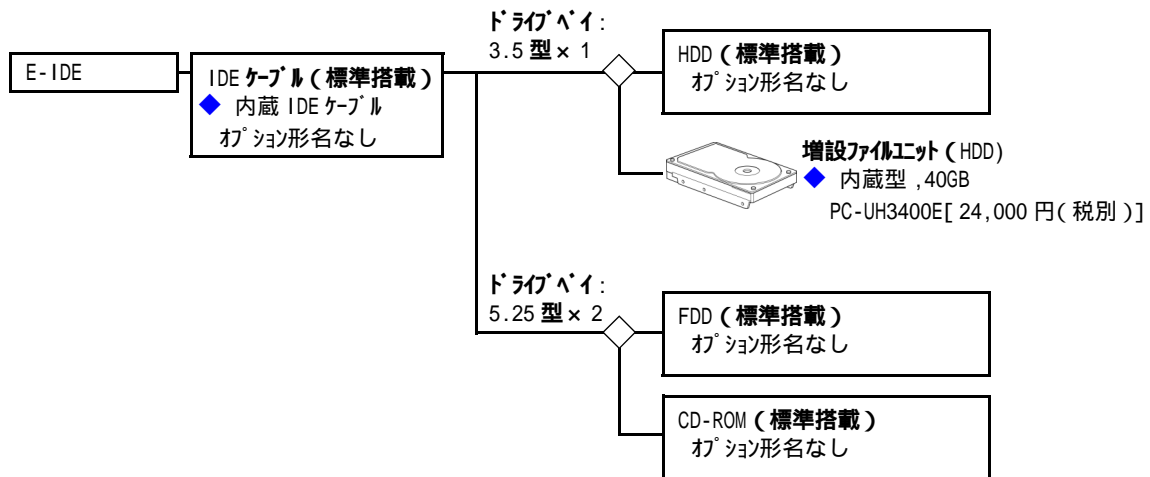 ﾄﾞﾗｲﾌﾞﾍﾞｲ:
3.5 型× 1
E-IDE
IDE ｹｰﾌﾞﾙ(標準搭載)
◆ 内蔵 IDE ｹｰﾌﾞﾙ
ｵﾌﾟｼｮﾝ形名なし
HDD(標準搭載)
ｵﾌﾟｼｮﾝ形名なし
増設ﾌｧｲﾙﾕﾆｯﾄ(HDD)
◆ 内蔵型 ,40GB
PC-UH3400E[ 24,000 円( 税別 )]
ﾄﾞﾗｲﾌﾞﾍﾞｲ:
5.25 型× 2
FDD(標準搭載)
ｵﾌﾟｼｮﾝ形名なし
CD-ROM(標準搭載)
ｵﾌﾟｼｮﾝ形名なし